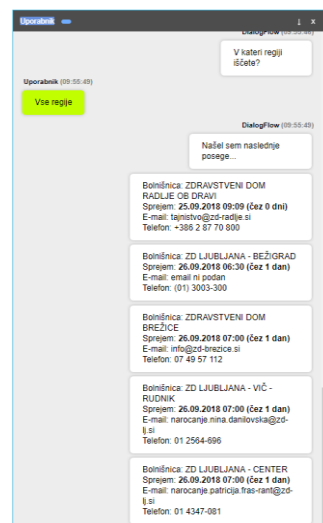 Uporabnik
↓ x
DialogFlow (09:55:48)
V kateri regiji
iščete?
Uporabnik (09:55:49)
Vse regije
DialogFlow (09:55:49)
Našel sem naslednje
posege...
Bolnišnica: ZDRAVSTVENI DOM
RADLJE OB DRAVI
Sprejem: 25.09.2018 09:09 (čez 0 dni)
E-mail: tajnistvo@zd-radlje.si
Telefon: +386 2 87 70 800
Bolnišnica: ZD LJUBLJANA - BEŽIGRAD
Sprejem: 26.09.2018 06:30 (čez 1 dan)
E-mail: email ni podan
Telefon: (01) 3003-300
Bolnišnica: ZDRAVSTVENI DOM
BREŽICE
Sprejem: 26.09.2018 07:00 (čez 1 dan)
E-mail: info@zd-brezice.si
Telefon: 07 49 57 112
Bolnišnica: ZD LJUBLJANA - VIČ -
RUDNIK
Sprejem: 26.09.2018 07:00 (čez 1 dan)
E-mail: narocanje.nina.danilovska@zd-
lj.si
Telefon: 01 2564-696
Bolnišnica: ZD LJUBLJANA - CENTER
Sprejem: 26.09.2018 07:00 (čez 1 dan)
E-mail: narocanje.patricija.fras-rant@zd-
lj.si
Telefon: 01 4347-081